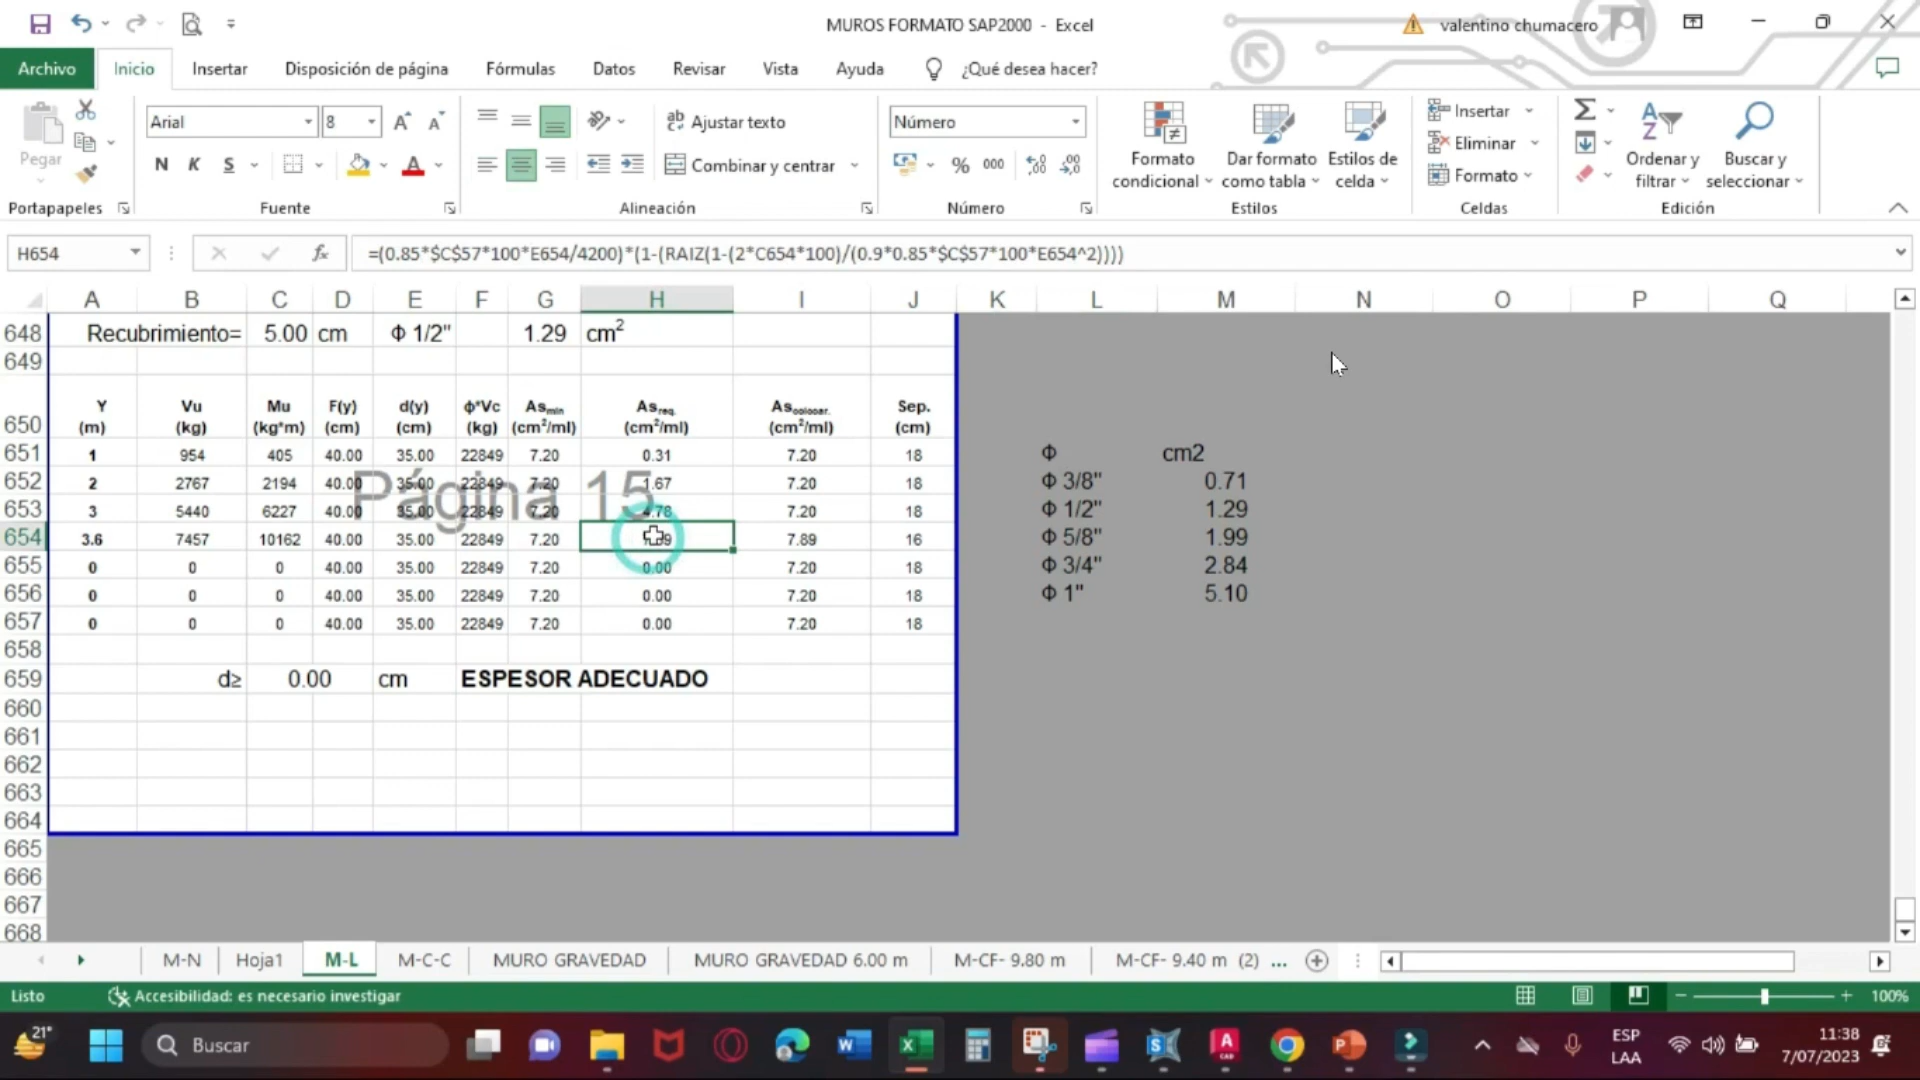 MUROS FORMATO SAP2000 - Excel
valentino chumacero
Archivo Inicio Insertar Disposición de página Fórmulas Datos Revisar Vista Ayuda ¿Qué desea hacer?
Pegar
Arial 8
N K S
Ajustar texto
Combinar y centrar
Número
% 000
Formato condicional
Dar formato como tabla
Estilos de celda
Insertar
Eliminar
Formato
Ordenar y filtrar
Buscar y seleccionar
Portapapeles Fuente Alineación Número Estilos Celdas Edición
H654 fx =(0.85*$C$57*100*E654/4200)*(1-(RAIZ(1-(2*C654*100)/(0.9*0.85*$C$57*100*E654^2))))
A B C D E F G H I J K L M N O P Q
648 Recubrimiento= 5.00 cm Φ 1/2" 1.29 cm2
649
Y Vu Mu F(y) d(y) ϕ*Vc Asmin Asreq. Ascolocar. Sep.
650 (m) (kg) (kg*m) (cm) (cm) (kg) (cm2/ml) (cm2/ml) (cm2/ml) (cm)
651 1 954 405 40.00 35.00 22849 7.20 0.31 7.20 18 Φ cm2
652 2 2767 2194 40.00 35.00 22849 7.20 1.67 7.20 18 Φ 3/8" 0.71
Página 15
653 3 5440 6227 40.00 35.00 22849 7.20 4.78 7.20 18 Φ 1/2" 1.29
654 3.6 7457 10162 40.00 35.00 22849 7.20 7.89 16 Φ 5/8" 1.99
655 0 0 0 40.00 35.00 22849 7.20 0.00 7.20 18 Φ 3/4" 2.84
656 0 0 0 40.00 35.00 22849 7.20 0.00 7.20 18 Φ 1" 5.10
657 0 0 0 40.00 35.00 22849 7.20 0.00 7.20 18
658
659 d≥ 0.00 cm ESPESOR ADECUADO
660
661
662
663
664
665
666
667
668
M-N Hoja1 M-L M-C-C MURO GRAVEDAD MURO GRAVEDAD 6.00 m M-CF- 9.80 m M-CF- 9.40 m (2) ...
Listo Accesibilidad: es necesario investigar 100%
21° Buscar ESP LAA 11:38 7/07/2023